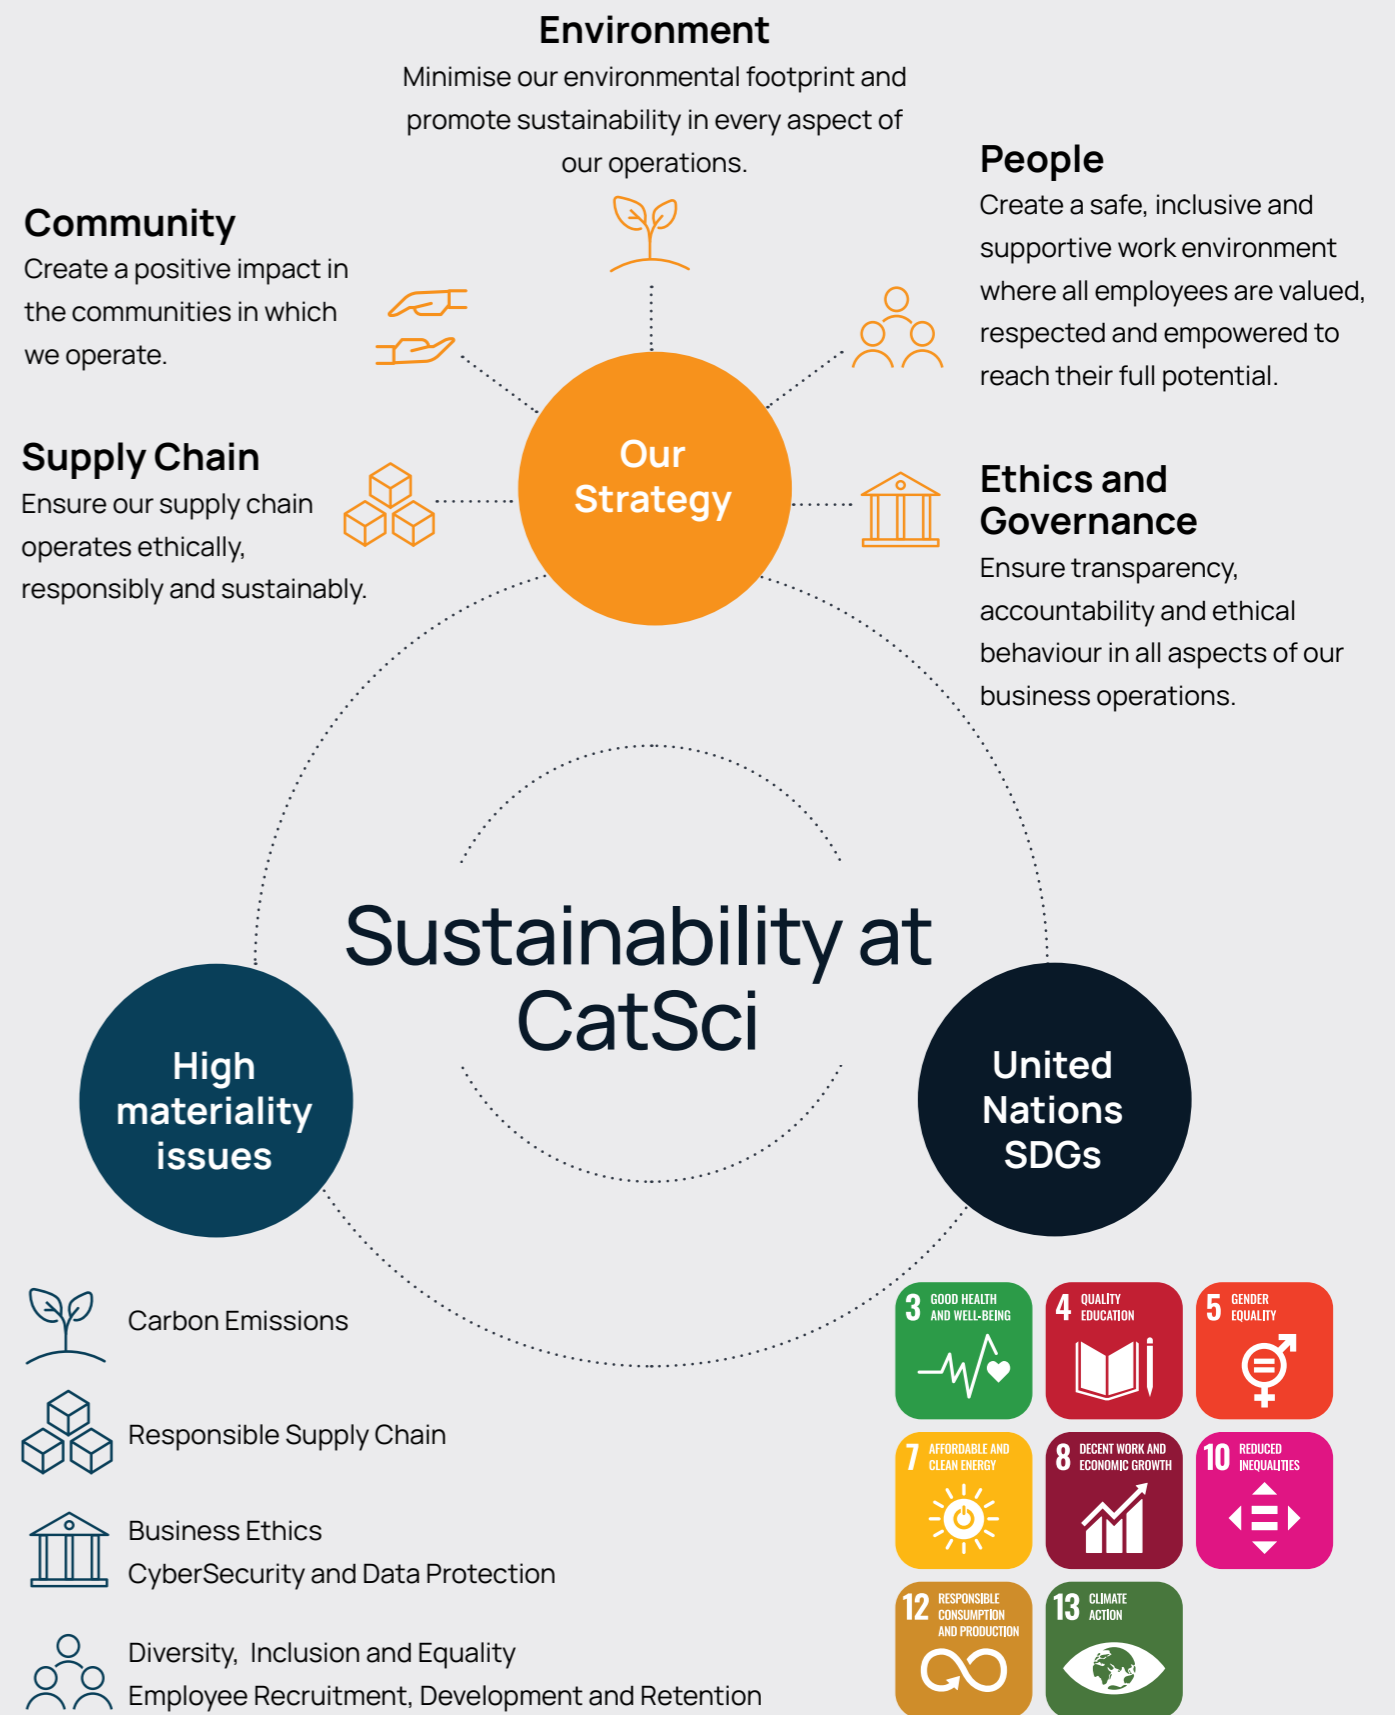 Environment
Minimise our environmental footprint and
promote sustainability in every aspect of
our operations.
People
Create a safe, inclusive and
supportive work environment
where all employees are valued,
respected and empowered to
reach their full potential.
Community
Create a positive impact in
the communities in which
we operate.
Supply Chain
Ensure our supply chain
operates ethically,
responsibly and sustainably.
Our
Strategy
Ethics and
Governance
Ensure transparency,
accountability and ethical
behaviour in all aspects of our
business operations.
Sustainability at
CatSci
High
materiality
issues
United
Nations
SDGs
Carbon Emissions
Responsible Supply Chain
Business Ethics
CyberSecurity and Data Protection
Diversity, Inclusion and Equality
Employee Recruitment, Development and Retention
3 GOOD HEALTH
AND WELL-BEING
4 QUALITY
EDUCATION
5 GENDER
EQUALITY
7 AFFORDABLE AND
CLEAN ENERGY
8 DECENT WORK AND
ECONOMIC GROWTH
10 REDUCED
INEQUALITIES
12 RESPONSIBLE
CONSUMPTION
AND PRODUCTION
13 CLIMATE
ACTION